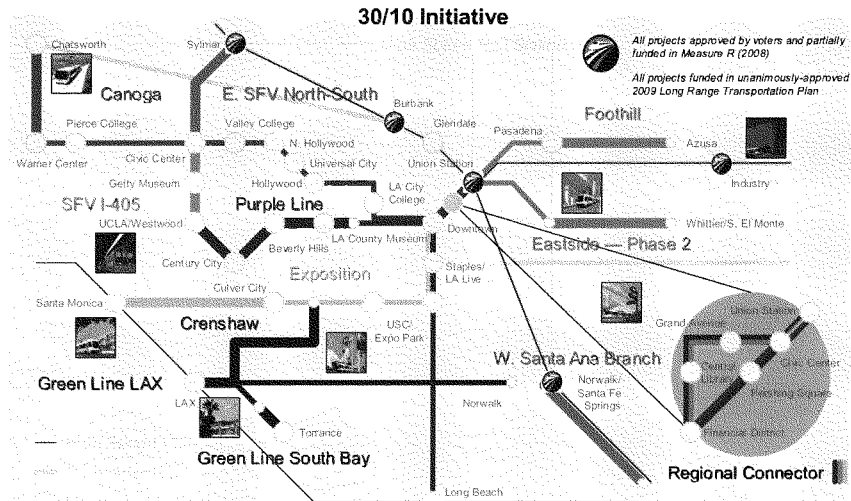 30/10 Initiative
All projects approved by voters and partially
funded in Measure R (2008)
All projects funded in unanimously-approved
2009 Long Range Transportation Plan
Chatsworth
Sylmar
Canoga
E. SFV North-South
Burbank
Glendale
Foothill
Pierce College
Valley College
N. Hollywood
Pasadena
Azusa
Warner Center
Civic Center
Universal City
Union Station
Getty Museum
Hollywood
LA City
College
Industry
SFV I-405
Purple Line
UCLA/Westwood
Beverly Hills
LA County Museum
Downtown
Whittier/S. El Monte
Eastside — Phase 2
Century City
Exposition
Staples/
LA Live
Culver City
Santa Monica
Crenshaw
USC/
Expo Park
Grand Avenue
Union Station
W. Santa Ana Branch
Central
Library
Civic Center
Pershing Square
Green Line LAX
Norwalk/
Santa Fe
Springs
LAX
Norwalk
Financial District
Torrance
Green Line South Bay
Regional Connector
Long Beach